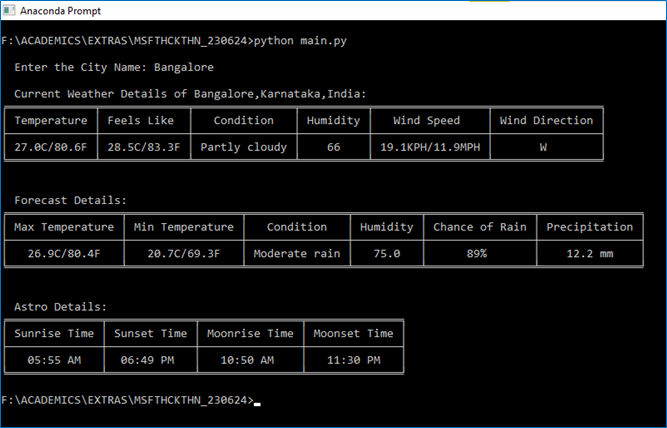 Anaconda Prompt
F:\ACADEMICS\EXTRAS\MSFTHCKTHN_230624>python main.py
Enter the City Name: Bangalore
Current Weather Details of Bangalore,Karnataka,India:
Temperature Feels Like Condition Humidity Wind Speed Wind Direction
27.0C/80.6F 28.5C/83.3F Partly cloudy 66 19.1KPH/11.9MPH W
Forecast Details:
Max Temperature Min Temperature Condition Humidity Chance of Rain Precipitation
26.9C/80.4F 20.7C/69.3F Moderate rain 75.0 89% 12.2 mm
Astro Details:
Sunrise Time Sunset Time Moonrise Time Moonset Time
05:55 AM 06:49 PM 10:50 AM 11:30 PM
F:\ACADEMICS\EXTRAS\MSFTHCKTHN_230624>